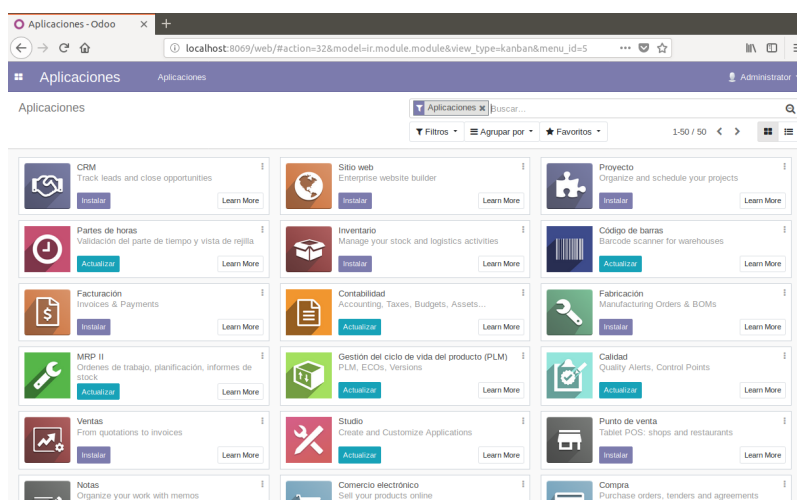 Aplicaciones - Odoo
localhost:8069/web/#action=32&model=ir.module.module&view_type=kanban&menu_id=5
Aplicaciones
Aplicaciones
Administrator
Aplicaciones
Aplicaciones
Buscar...
Filtros
Agrupar por
Favoritos
1-50 / 50
CRM
Track leads and close opportunities
Instalar
Learn More
Sitio web
Enterprise website builder
Instalar
Learn More
Proyecto
Organize and schedule your projects
Instalar
Learn More
Partes de horas
Validación del parte de tiempo y vista de rejilla
Actualizar
Learn More
Inventario
Manage your stock and logistics activities
Instalar
Learn More
Código de barras
Barcode scanner for warehouses
Actualizar
Learn More
Facturación
Invoices & Payments
Instalar
Learn More
Contabilidad
Accounting, Taxes, Budgets, Assets...
Actualizar
Learn More
Fabricación
Manufacturing Orders & BOMs
Instalar
Learn More
MRP II
Ordenes de trabajo, planificación, informes de
stock
Actualizar
Learn More
Gestión del ciclo de vida del producto (PLM)
PLM, ECOs, Versions
Actualizar
Learn More
Calidad
Quality Alerts, Control Points
Actualizar
Learn More
Ventas
From quotations to invoices
Instalar
Learn More
Studio
Create and Customize Applications
Actualizar
Learn More
Punto de venta
Tablet POS: shops and restaurants
Instalar
Learn More
Notas
Organize your work with memos
Comercio electrónico
Sell your products online
Compra
Purchase orders, tenders and agreements